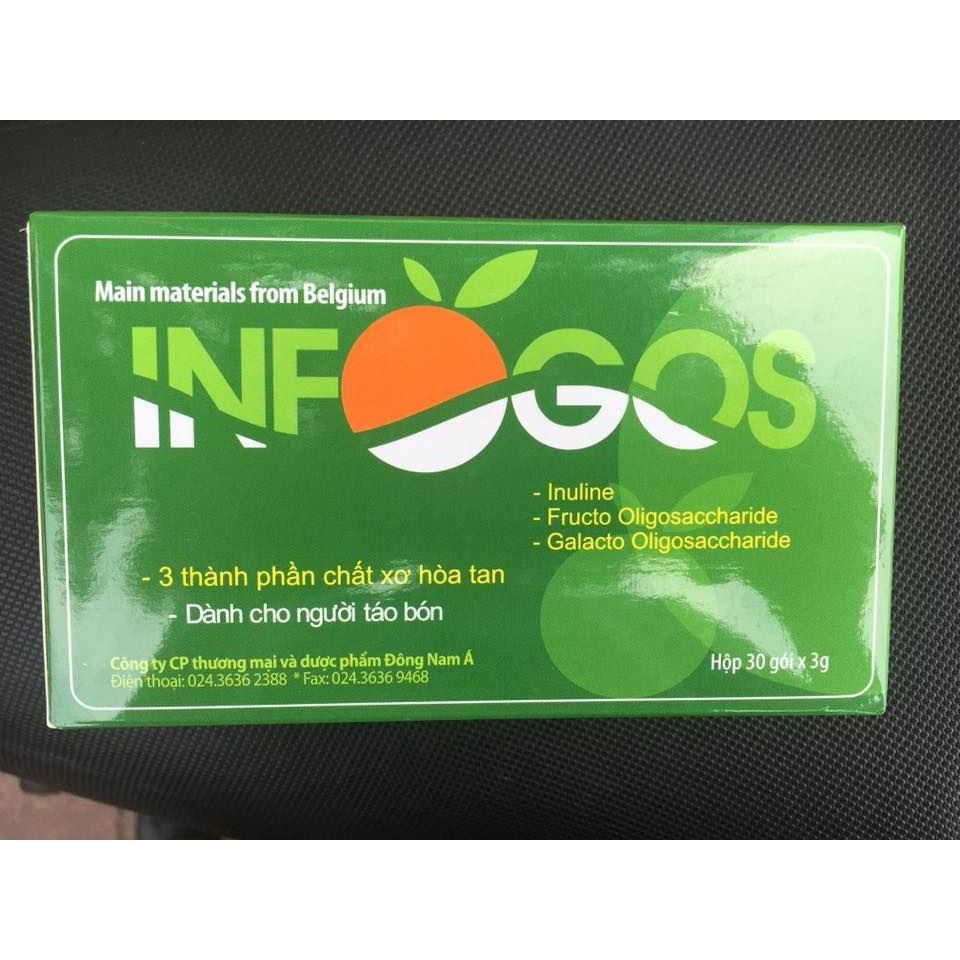 Main materials from Belgium
INFOGOS
- Inuline
- Fructo Oligosaccharide
- Galacto Oligosaccharide
- 3 thành phần chất xơ hòa tan
- Dành cho người táo bón
Công ty CP thương mại và dược phẩm Đông Nam Á
Điện thoại: 024.3636 2388 * Fax: 024.3636 9468
Hộp 30 gói x 3g